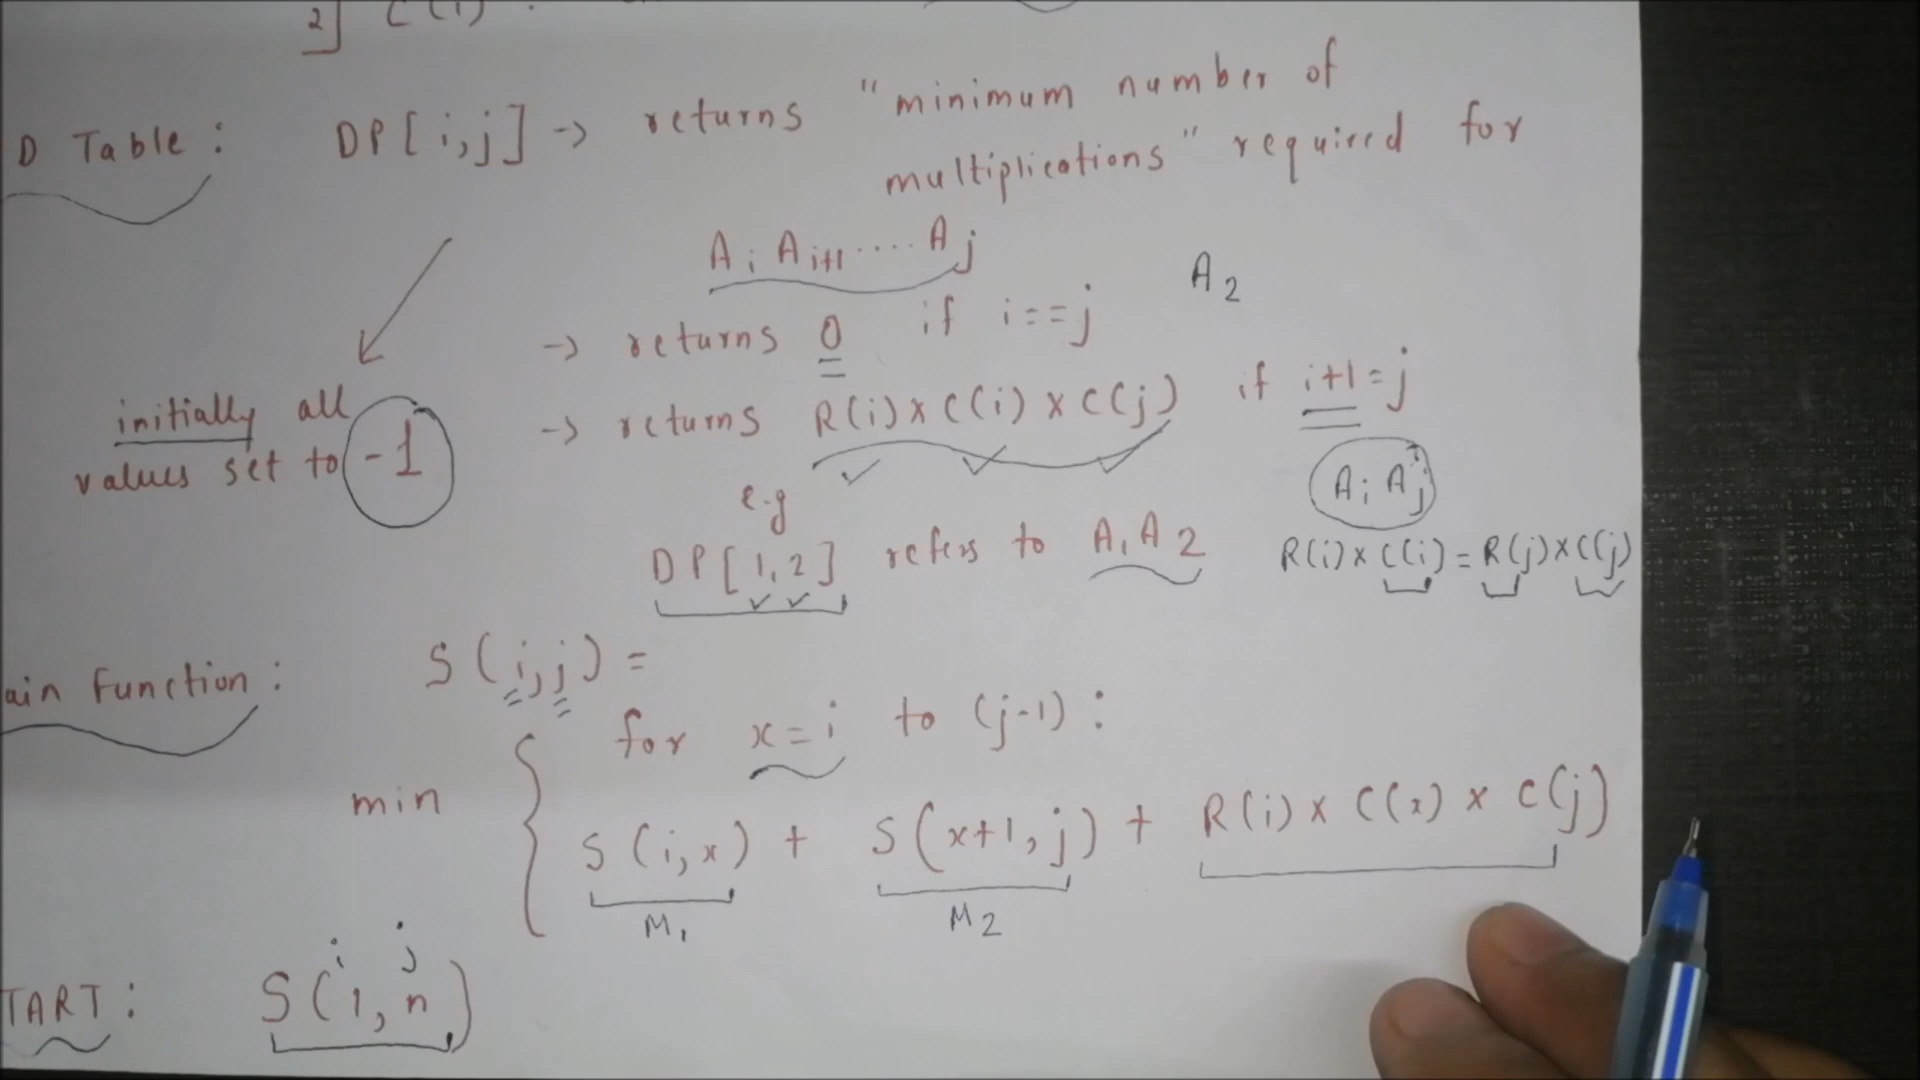 2] C(i) :
D Table : DP[i,j] -> returns "minimum number of
multiplications" required for
A i A i+1 .... A j
A 2
-> returns 0 if i==j
initially all
values set to -1
-> returns R(i) x C(i) x C(j) if i+1=j
A i A j
e.g
DP[1,2] refers to A1 A2
R(i) x C(i) = R(j) x C(j)
ain Function : S(i,j) =
for x=i to (j-1) :
min { S(i,x) + S(x+1,j) + R(i) x C(x) x C(j)
M1 M2
i j
TART : S(1,n)